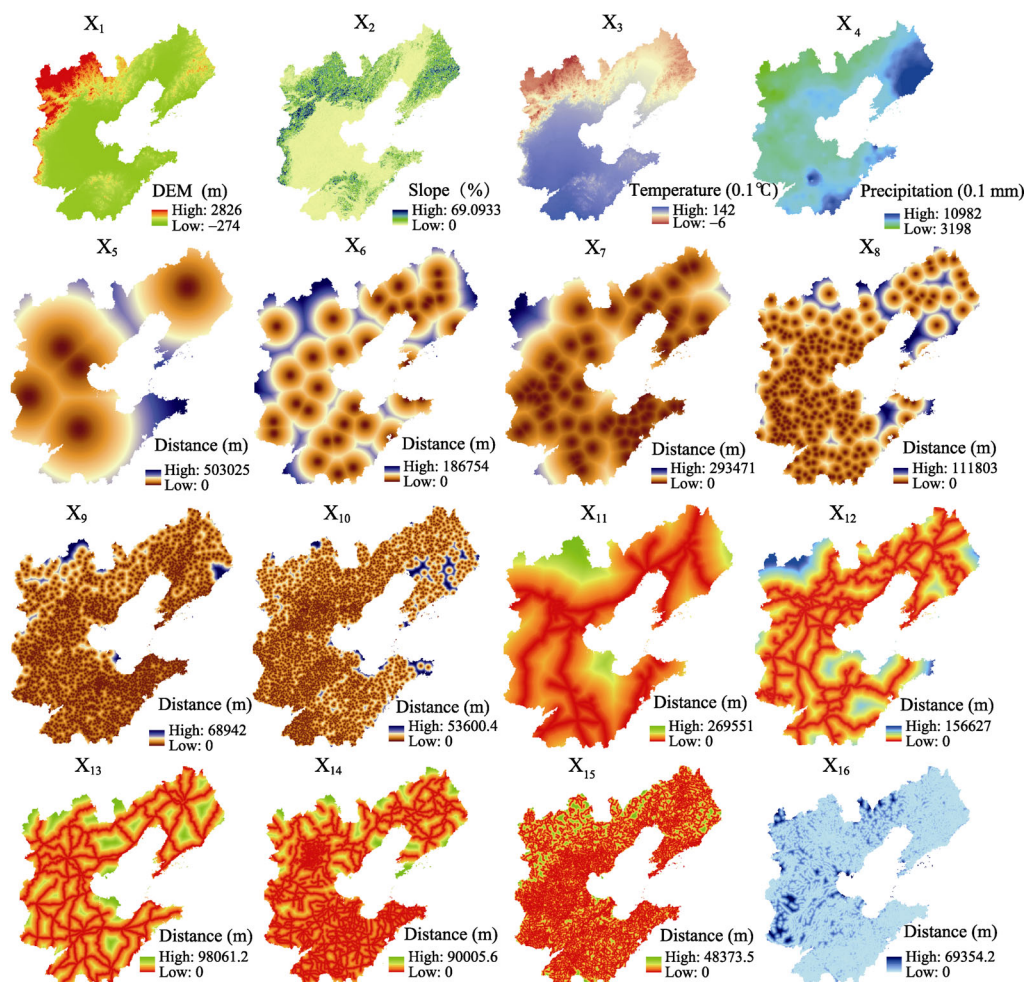 X1
X2
X3
X4
DEM (m)
High: 2826
Low: −274
Slope (%)
High: 69.0933
Low: 0
Temperature (0.1℃)
High: 142
Low: −6
Precipitation (0.1 mm)
High: 10982
Low: 3198
X5
X6
X7
X8
Distance (m)
High: 503025
Low: 0
Distance (m)
High: 186754
Low: 0
Distance (m)
High: 293471
Low: 0
Distance (m)
High: 111803
Low: 0
X9
X10
X11
X12
Distance (m)
High: 68942
Low: 0
Distance (m)
High: 53600.4
Low: 0
Distance (m)
High: 269551
Low: 0
Distance (m)
High: 156627
Low: 0
X13
X14
X15
X16
Distance (m)
High: 98061.2
Low: 0
Distance (m)
High: 90005.6
Low: 0
Distance (m)
High: 48373.5
Low: 0
Distance (m)
High: 69354.2
Low: 0